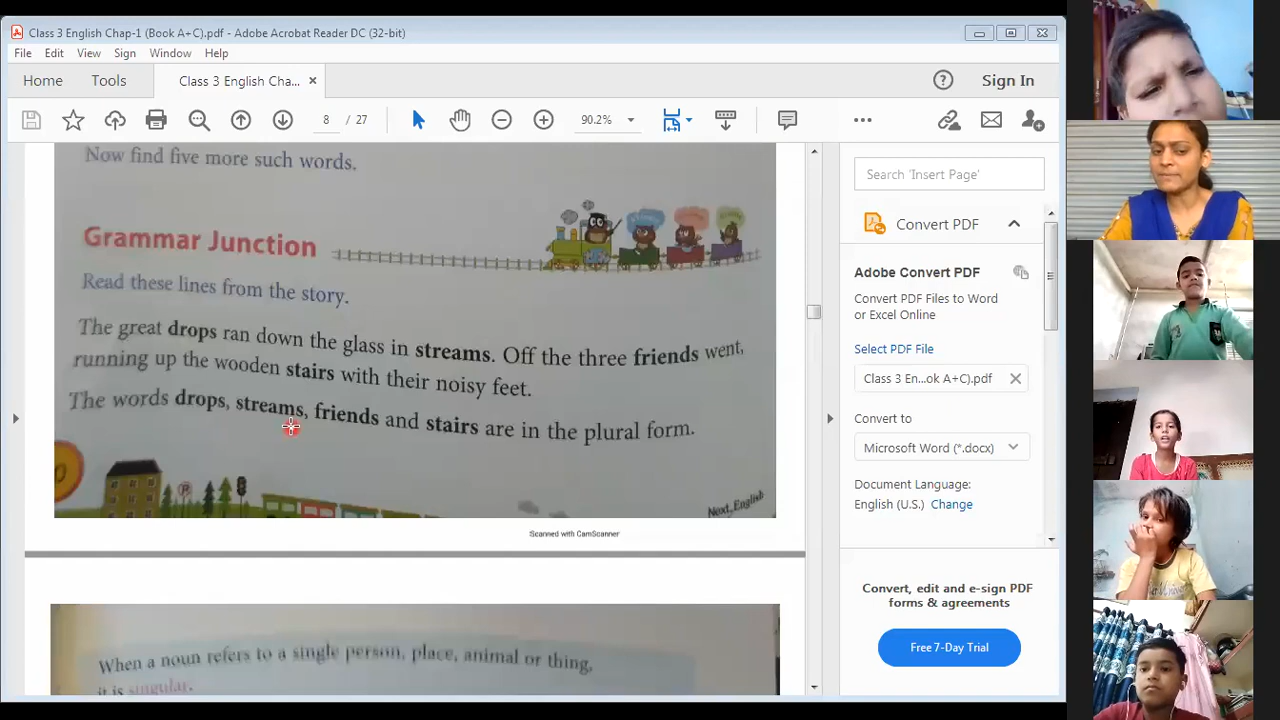 Class 3 English Chap-1 (Book A+C).pdf - Adobe Acrobat Reader DC (32-bit)
File Edit View Sign Window Help
Home Tools Class 3 English Cha... × Sign In
8 / 27 90.2%
Now find five more such words.
Grammar Junction
Read these lines from the story.
The great drops ran down the glass in streams. Off the three friends went,
running up the wooden stairs with their noisy feet.
The words drops, streams, friends and stairs are in the plural form.
Next, English
Scanned with CamScanner
When a noun refers to a single person, place, animal or thing,
it is singular.
Search 'Insert Page'
Convert PDF
Adobe Convert PDF
Convert PDF Files to Word
or Excel Online
Select PDF File
Class 3 En...ok A+C).pdf
Convert to
Microsoft Word (*.docx)
Document Language:
English (U.S.) Change
Convert, edit and e-sign PDF
forms & agreements
Free 7-Day Trial